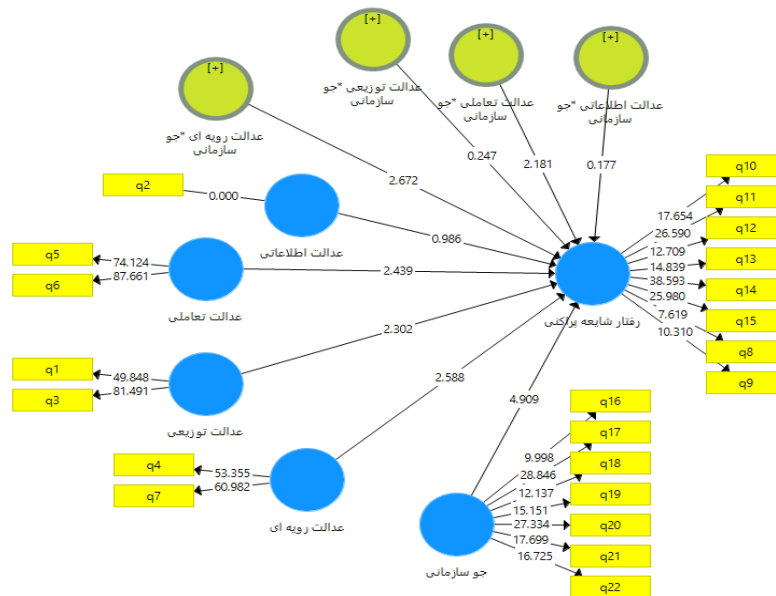 [+]
عدالت توزیعی *جو
سازمانی
[+]
عدالت تعاملی *جو
سازمانی
[+]
عدالت اطلاعاتی *جو
سازمانی
[+]
عدالت رویه ای *جو
سازمانی
0.247
2.181
0.177
2.672
q2
0.000
عدالت اطلاعاتی
0.986
q5
74.124
q6
87.661
عدالت تعاملی
2.439
q1
49.848
q3
81.491
عدالت توزیعی
2.302
q4
53.355
q7
60.982
عدالت رویه ای
2.588
رفتار شایعه پراکنی
17.654
q10
26.590
q11
12.709
q12
14.839
q13
38.593
q14
25.980
q15
7.619
q8
10.310
q9
4.909
جو سازمانی
9.998
q16
28.846
q17
12.137
q18
15.151
q19
27.334
q20
17.699
q21
16.725
q22